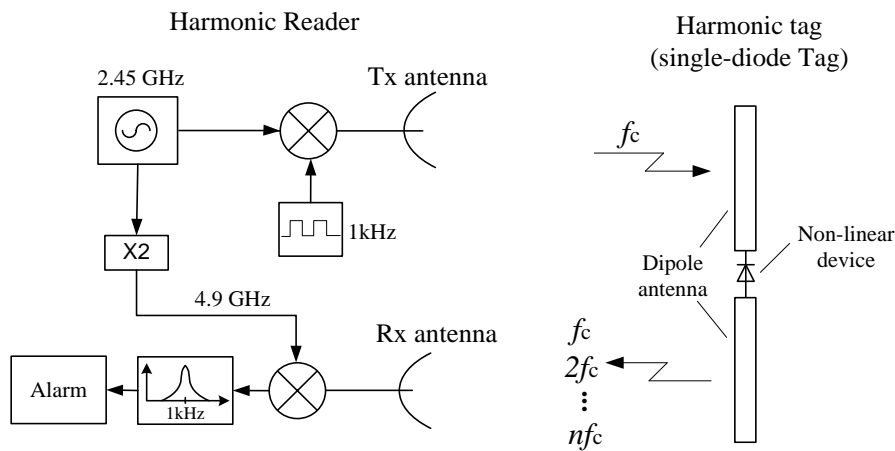 Harmonic Reader
Harmonic tag
(single-diode Tag)
2.45 GHz
Tx antenna
1kHz
X2
4.9 GHz
Rx antenna
Alarm
1kHz
fc
Non-linear
device
Dipole
antenna
fc
2fc
⋮
nfc